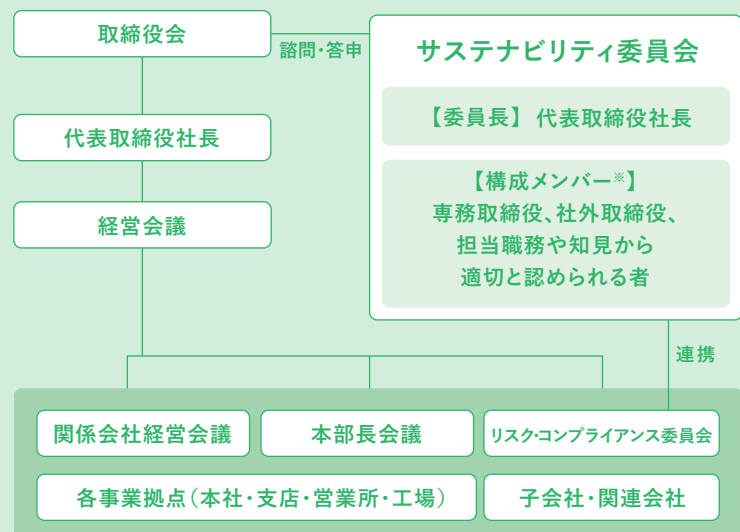 取締役会
諮問・答申
代表取締役社長
経営会議
サステナビリティ委員会
【委員長】代表取締役社長
【構成メンバー※】
専務取締役、社外取締役、
担当職務や知見から
適切と認められる者
連携
関係会社経営会議
本部長会議
リスク・コンプライアンス委員会
各事業拠点(本社・支店・営業所・工場)
子会社・関連会社